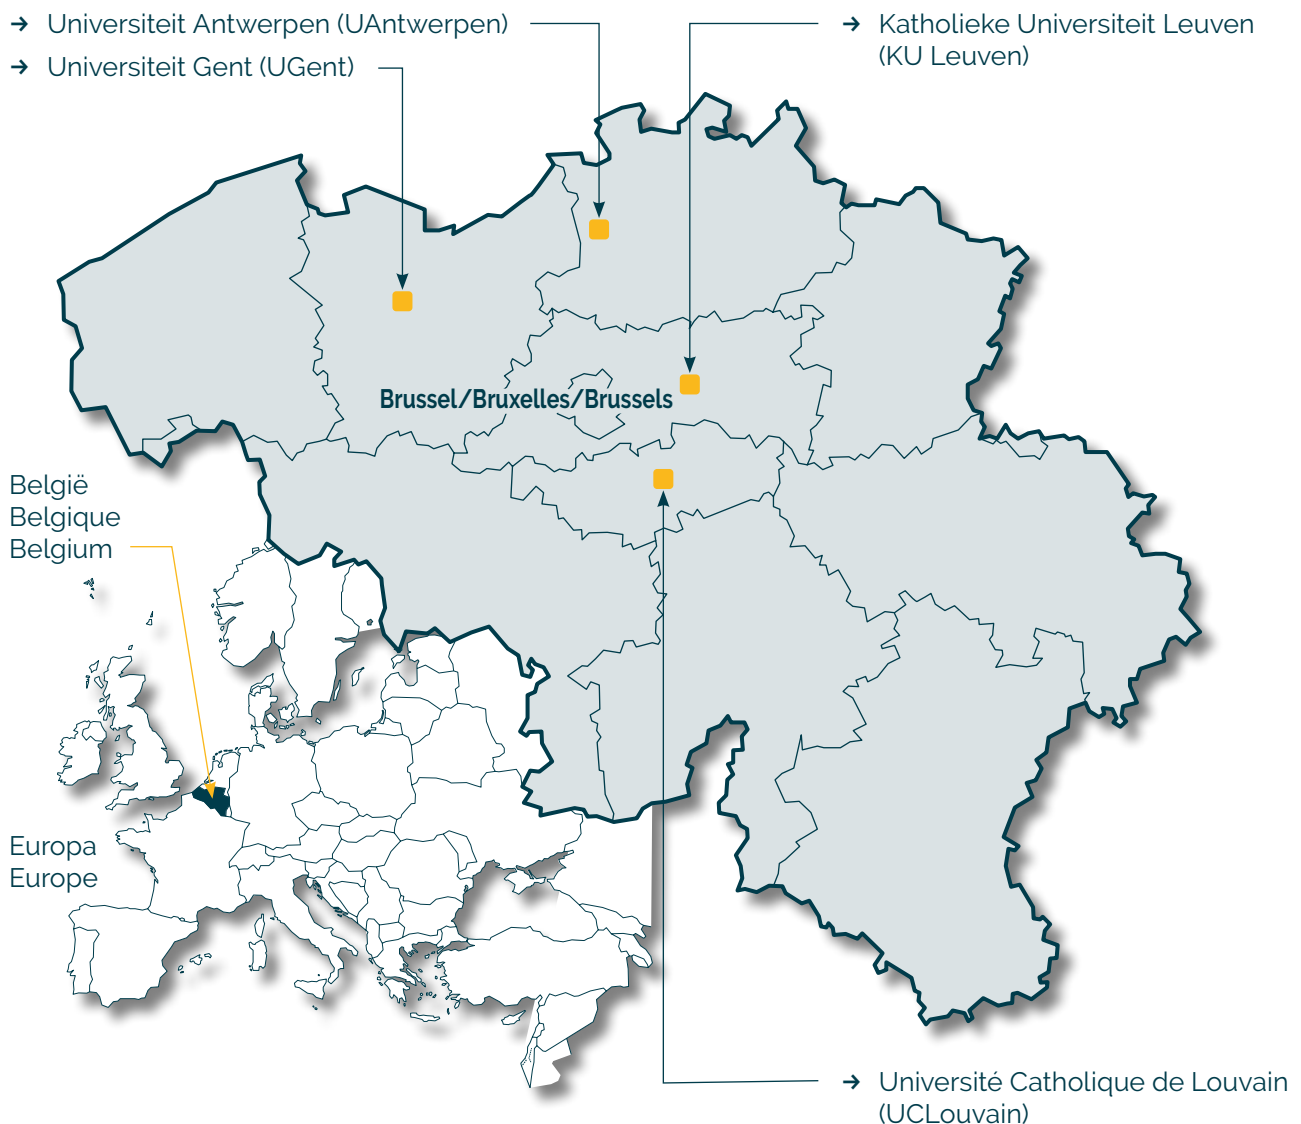 → Universiteit Antwerpen (UAntwerpen)
→ Universiteit Gent (UGent)
→ Katholieke Universiteit Leuven
(KU Leuven)
Brussel/Bruxelles/Brussels
België
Belgique
Belgium
Europa
Europe
→ Université Catholique de Louvain
(UCLouvain)